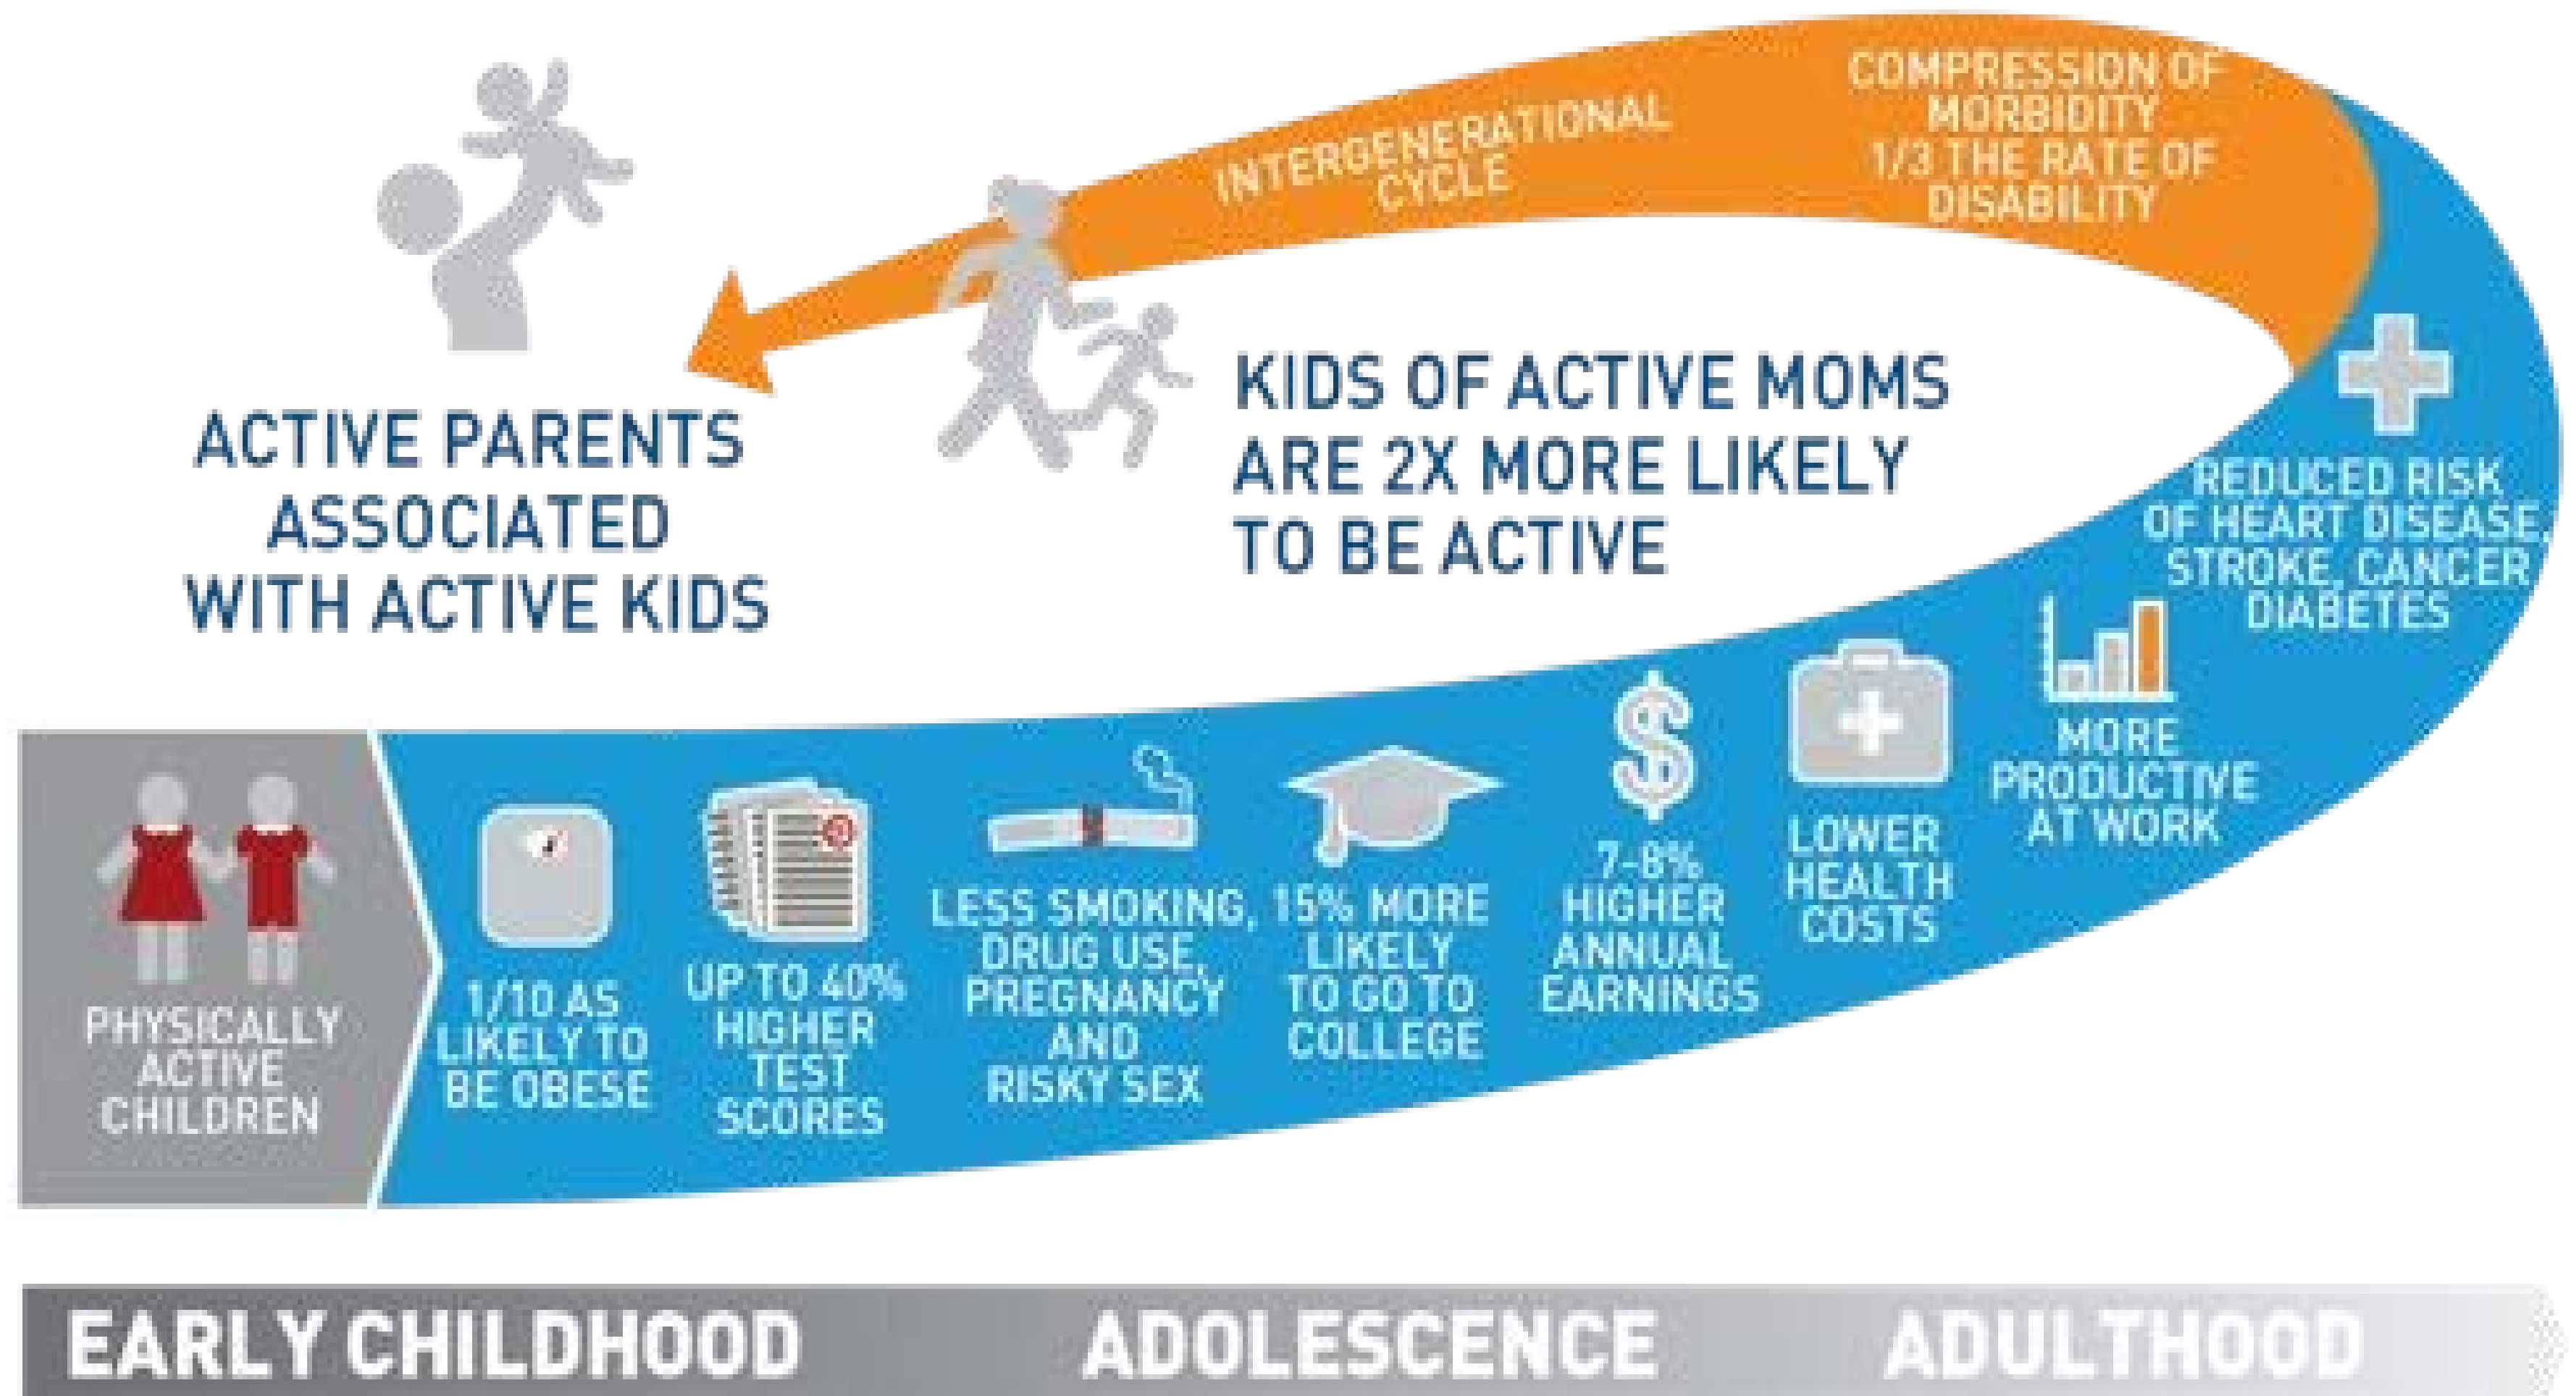 COMPRESSION OF
MORBIDITY
1/3 THE RATE OF
DISABILITY
INTERGENERATIONAL
CYCLE
KIDS OF ACTIVE MOMS
ARE 2X MORE LIKELY
TO BE ACTIVE
ACTIVE PARENTS
ASSOCIATED
WITH ACTIVE KIDS
PHYSICALLY
ACTIVE
CHILDREN
1/10 AS
LIKELY TO
BE OBESE
UP TO 40%
HIGHER
TEST
SCORES
LESS SMOKING,
DRUG USE,
PREGNANCY
AND
RISKY SEX
15% MORE
LIKELY
TO GO TO
COLLEGE
7-8%
HIGHER
ANNUAL
EARNINGS
LOWER
HEALTH
COSTS
MORE
PRODUCTIVE
AT WORK
REDUCED RISK
OF HEART DISEASE,
STROKE, CANCER
DIABETES
EARLY CHILDHOOD
ADOLESCENCE
ADULTHOOD